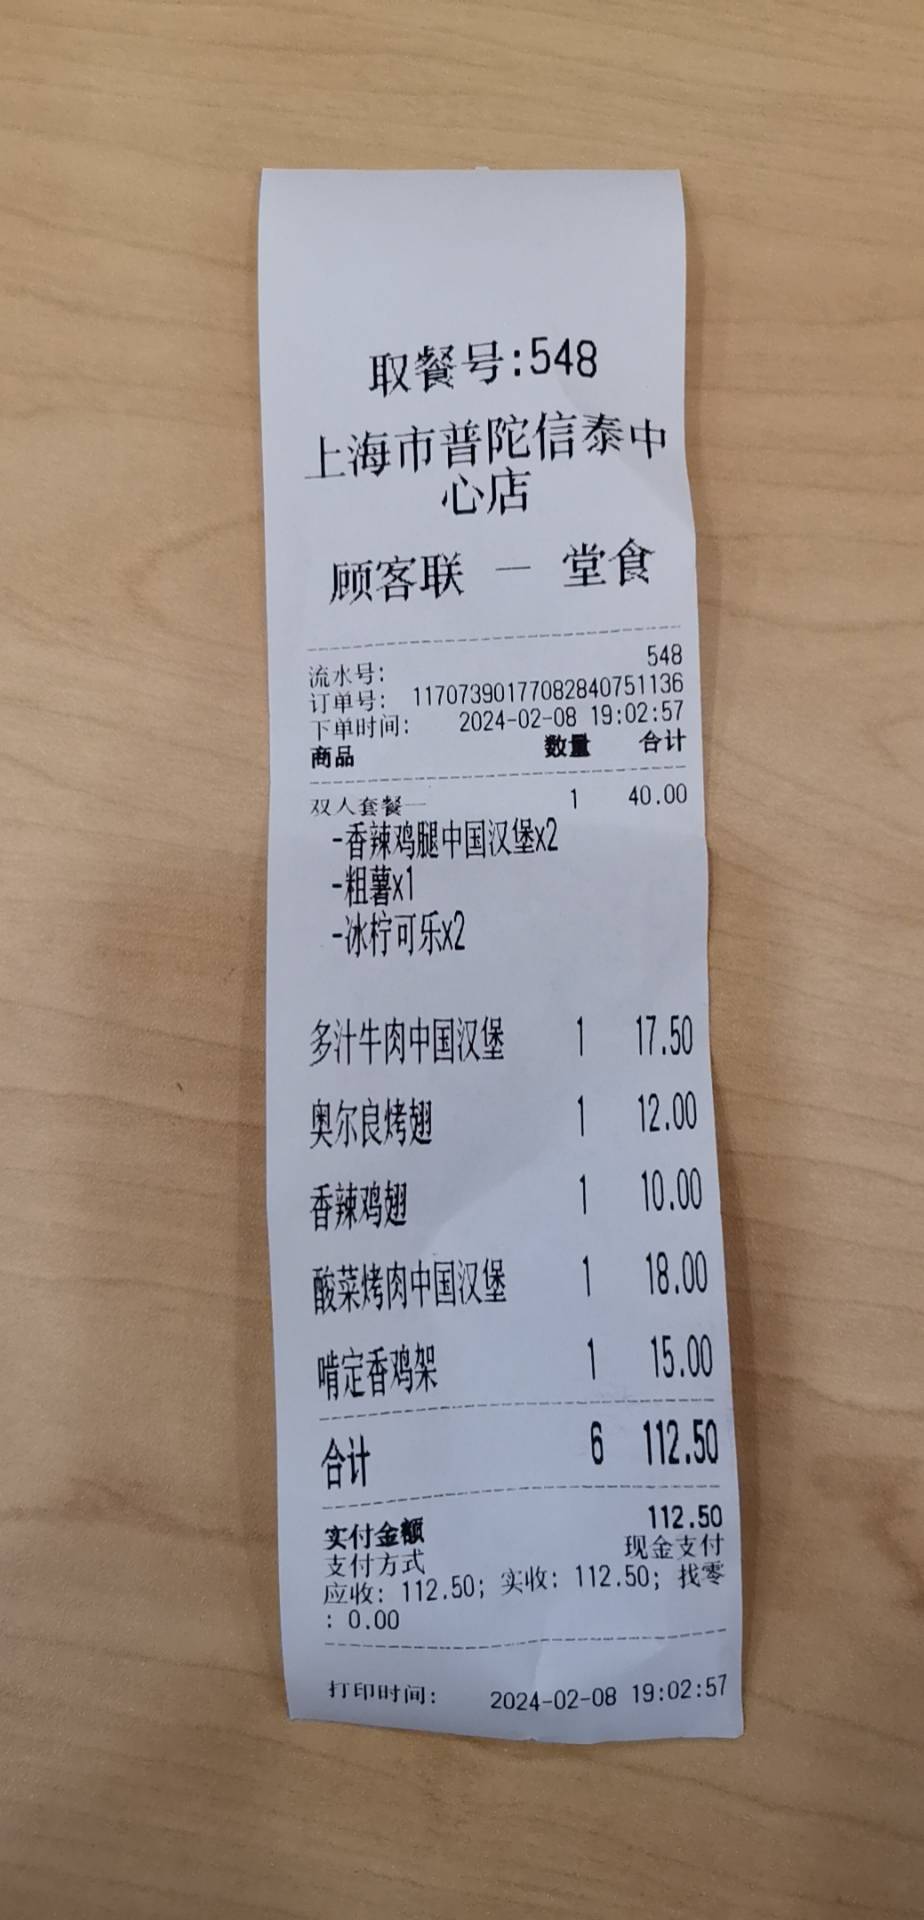 取餐号:548
上海市普陀信泰中
心店
顾客联 — 堂食
流水号: 548
订单号: 117073901770828407​51136
下单时间: 2024-02-08 19:02:57
商品 数量 合计
双人套餐一 1 40.00
-香辣鸡腿中国汉堡x2
-粗薯x1
-冰柠可乐x2
多汁牛肉中国汉堡 1 17.50
奥尔良烤翅 1 12.00
香辣鸡翅 1 10.00
酸菜烤肉中国汉堡 1 18.00
啃定香鸡架 1 15.00
合计 6 112.50
实付金额 112.50
支付方式 现金支付
应收: 112.50; 实收: 112.50; 找零
: 0.00
打印时间: 2024-02-08 19:02:57